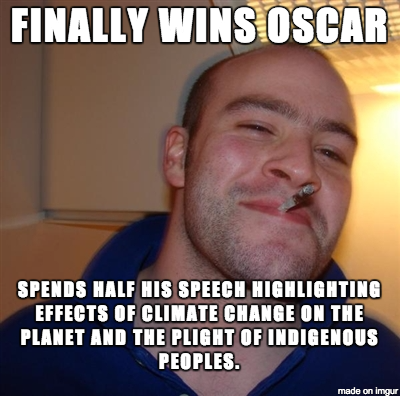 FINALLY WINS OSCAR
SPENDS HALF HIS SPEECH HIGHLIGHTING
EFFECTS OF CLIMATE CHANGE ON THE
PLANET AND THE PLIGHT OF INDIGENOUS
PEOPLES.
made on imgur